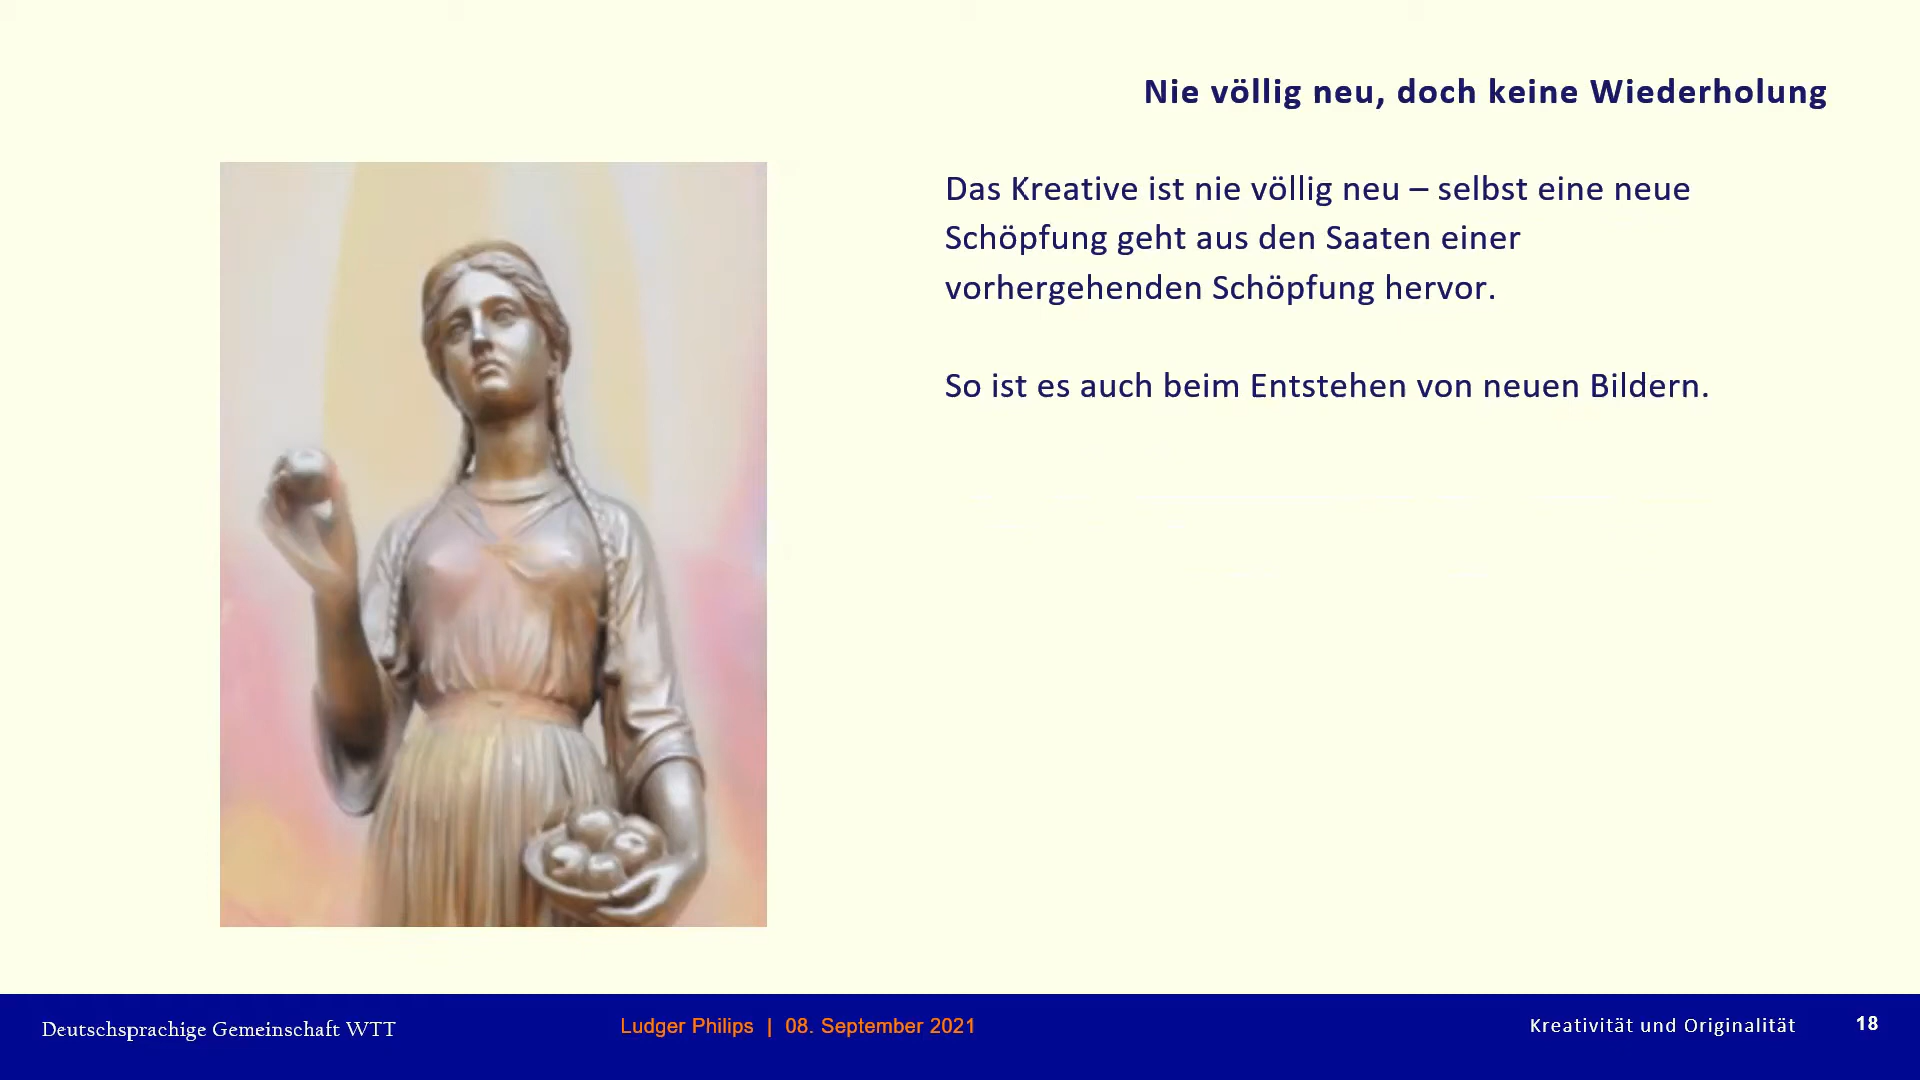 Nie völlig neu, doch keine Wiederholung
Das Kreative ist nie völlig neu – selbst eine neue
Schöpfung geht aus den Saaten einer
vorhergehenden Schöpfung hervor.
So ist es auch beim Entstehen von neuen Bildern.
Deutschsprachige Gemeinschaft WTT
Ludger Philips | 08. September 2021
Kreativität und Originalität
18